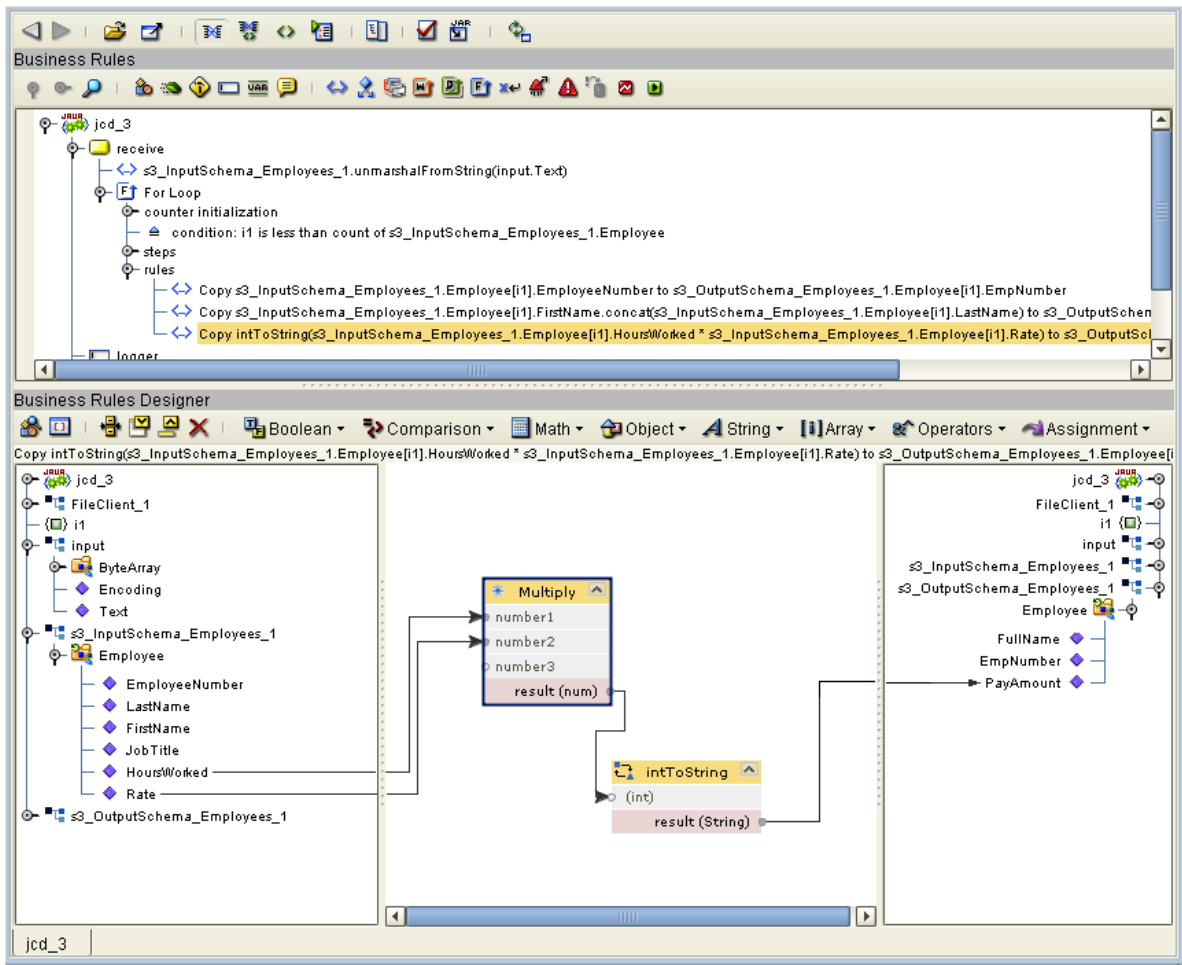 Business Rules
jcd_3
receive
s3_InputSchema_Employees_1.unmarshalFromString(input.Text)
For Loop
counter initialization
condition: i1 is less than count of s3_InputSchema_Employees_1.Employee
steps
rules
Copy s3_InputSchema_Employees_1.Employee[i1].EmployeeNumber to s3_OutputSchema_Employees_1.Employee[i1].EmpNumber
Copy s3_InputSchema_Employees_1.Employee[i1].FirstName.concat(s3_InputSchema_Employees_1.Employee[i1].LastName) to s3_OutputSchem
Copy intToString(s3_InputSchema_Employees_1.Employee[i1].HoursWorked * s3_InputSchema_Employees_1.Employee[i1].Rate) to s3_OutputScl
logger
Business Rules Designer
Boolean Comparison Math Object String Array Operators Assignment
Copy intToString(s3_InputSchema_Employees_1.Employee[i1].HoursWorked * s3_InputSchema_Employees_1.Employee[i1].Rate) to s3_OutputSchema_Employees_1.Employee[i
jcd_3
FileClient_1
i1
input
ByteArray
Encoding
Text
s3_InputSchema_Employees_1
Employee
EmployeeNumber
LastName
FirstName
JobTitle
HoursWorked
Rate
s3_OutputSchema_Employees_1
Multiply
number1
number2
number3
result (num)
intToString
(int)
result (String)
jcd_3
FileClient_1
i1
input
s3_InputSchema_Employees_1
s3_OutputSchema_Employees_1
Employee
FullName
EmpNumber
PayAmount
jcd_3